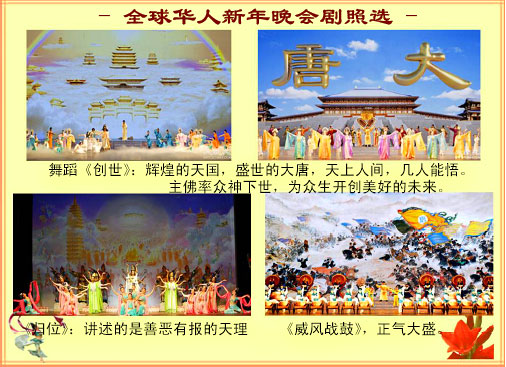 - 全球华人新年晚会剧照选 -
大唐
舞蹈《创世》：辉煌的天国，盛世的大唐，天上人间，几人能悟。
主佛率众神下世，为众生开创美好的未来。
《归位》：讲述的是善恶有报的天理
《威风战鼓》，正气大盛。